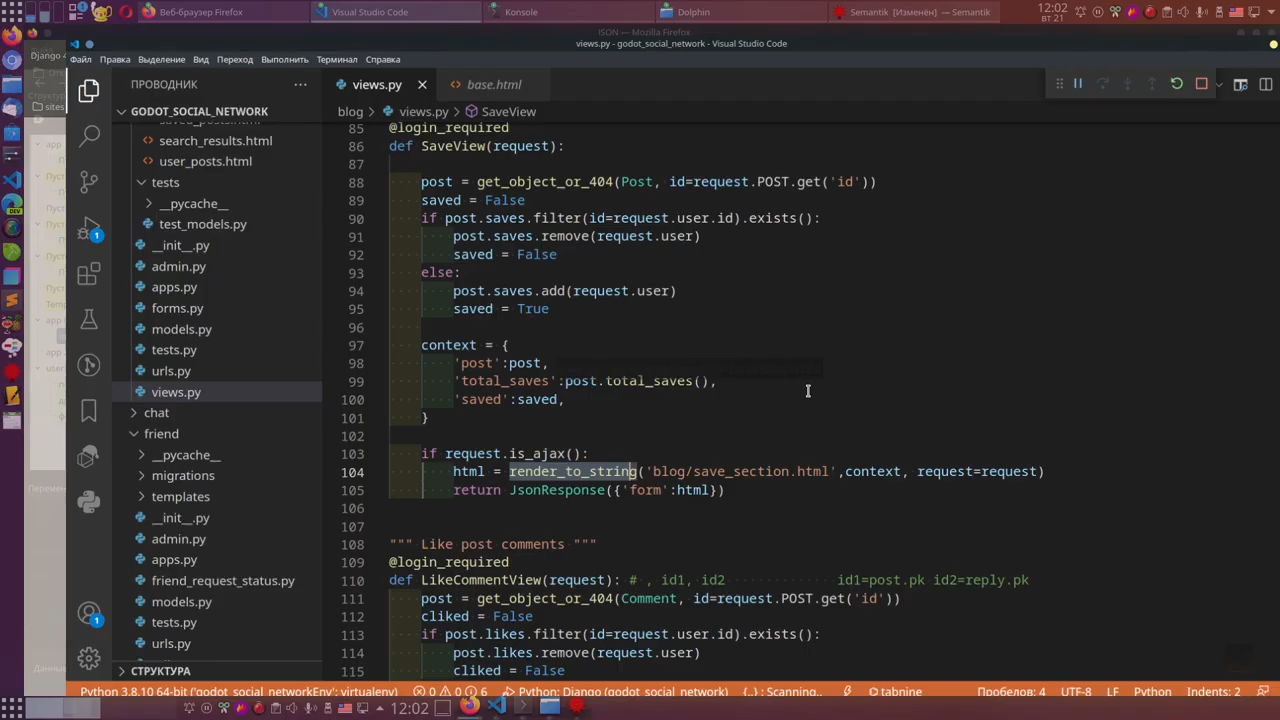 Веб-браузер Firefox
Visual Studio Code
Konsole
Dolphin
Semantik [Изменён] — Semantik
12:02
вт 21
JSON — Mozilla Firefox
views.py - godot_social_network - Visual Studio Code
Файл Правка Выделение Вид Переход Выполнить Терминал Справка
ПРОВОДНИК
GODOT_SOCIAL_NETWORK
search_results.html
user_posts.html
tests
__pycache__
test_models.py
__init__.py
admin.py
apps.py
forms.py
models.py
tests.py
urls.py
views.py
chat
friend
__pycache__
migrations
templates
__init__.py
admin.py
apps.py
friend_request_status.py
models.py
tests.py
urls.py
СТРУКТУРА
views.py
base.html
blog > views.py > SaveView
85 @login_required
86 def SaveView(request):
87
88 post = get_object_or_404(Post, id=request.POST.get('id'))
89 saved = False
90 if post.saves.filter(id=request.user.id).exists():
91 post.saves.remove(request.user)
92 saved = False
93 else:
94 post.saves.add(request.user)
95 saved = True
96
97 context = {
98 'post':post,
99 'total_saves':post.total_saves(),
100 'saved':saved,
101 }
102
103 if request.is_ajax():
104 html = render_to_string('blog/save_section.html',context, request=request)
105 return JsonResponse({'form':html})
106
107
108 """ Like post comments """
109 @login_required
110 def LikeCommentView(request): # , id1, id2 id1=post.pk id2=reply.pk
111 post = get_object_or_404(Comment, id=request.POST.get('id'))
112 cliked = False
113 if post.likes.filter(id=request.user.id).exists():
114 post.likes.remove(request.user)
115 cliked = False
1
1
Python 3.8.10 64-bit ('godot_social_networkEnv': virtualenv) 0 0 6 Python: Django (godot_social_network) {..} : Scanning.. tabnine Пробелов: 4 UTF-8 LF Python Indents: 2
12:02